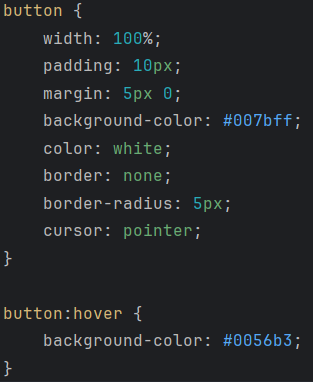 button {
    width: 100%;
    padding: 10px;
    margin: 5px 0;
    background-color: #007bff;
    color: white;
    border: none;
    border-radius: 5px;
    cursor: pointer;
}

button:hover {
    background-color: #0056b3;
}